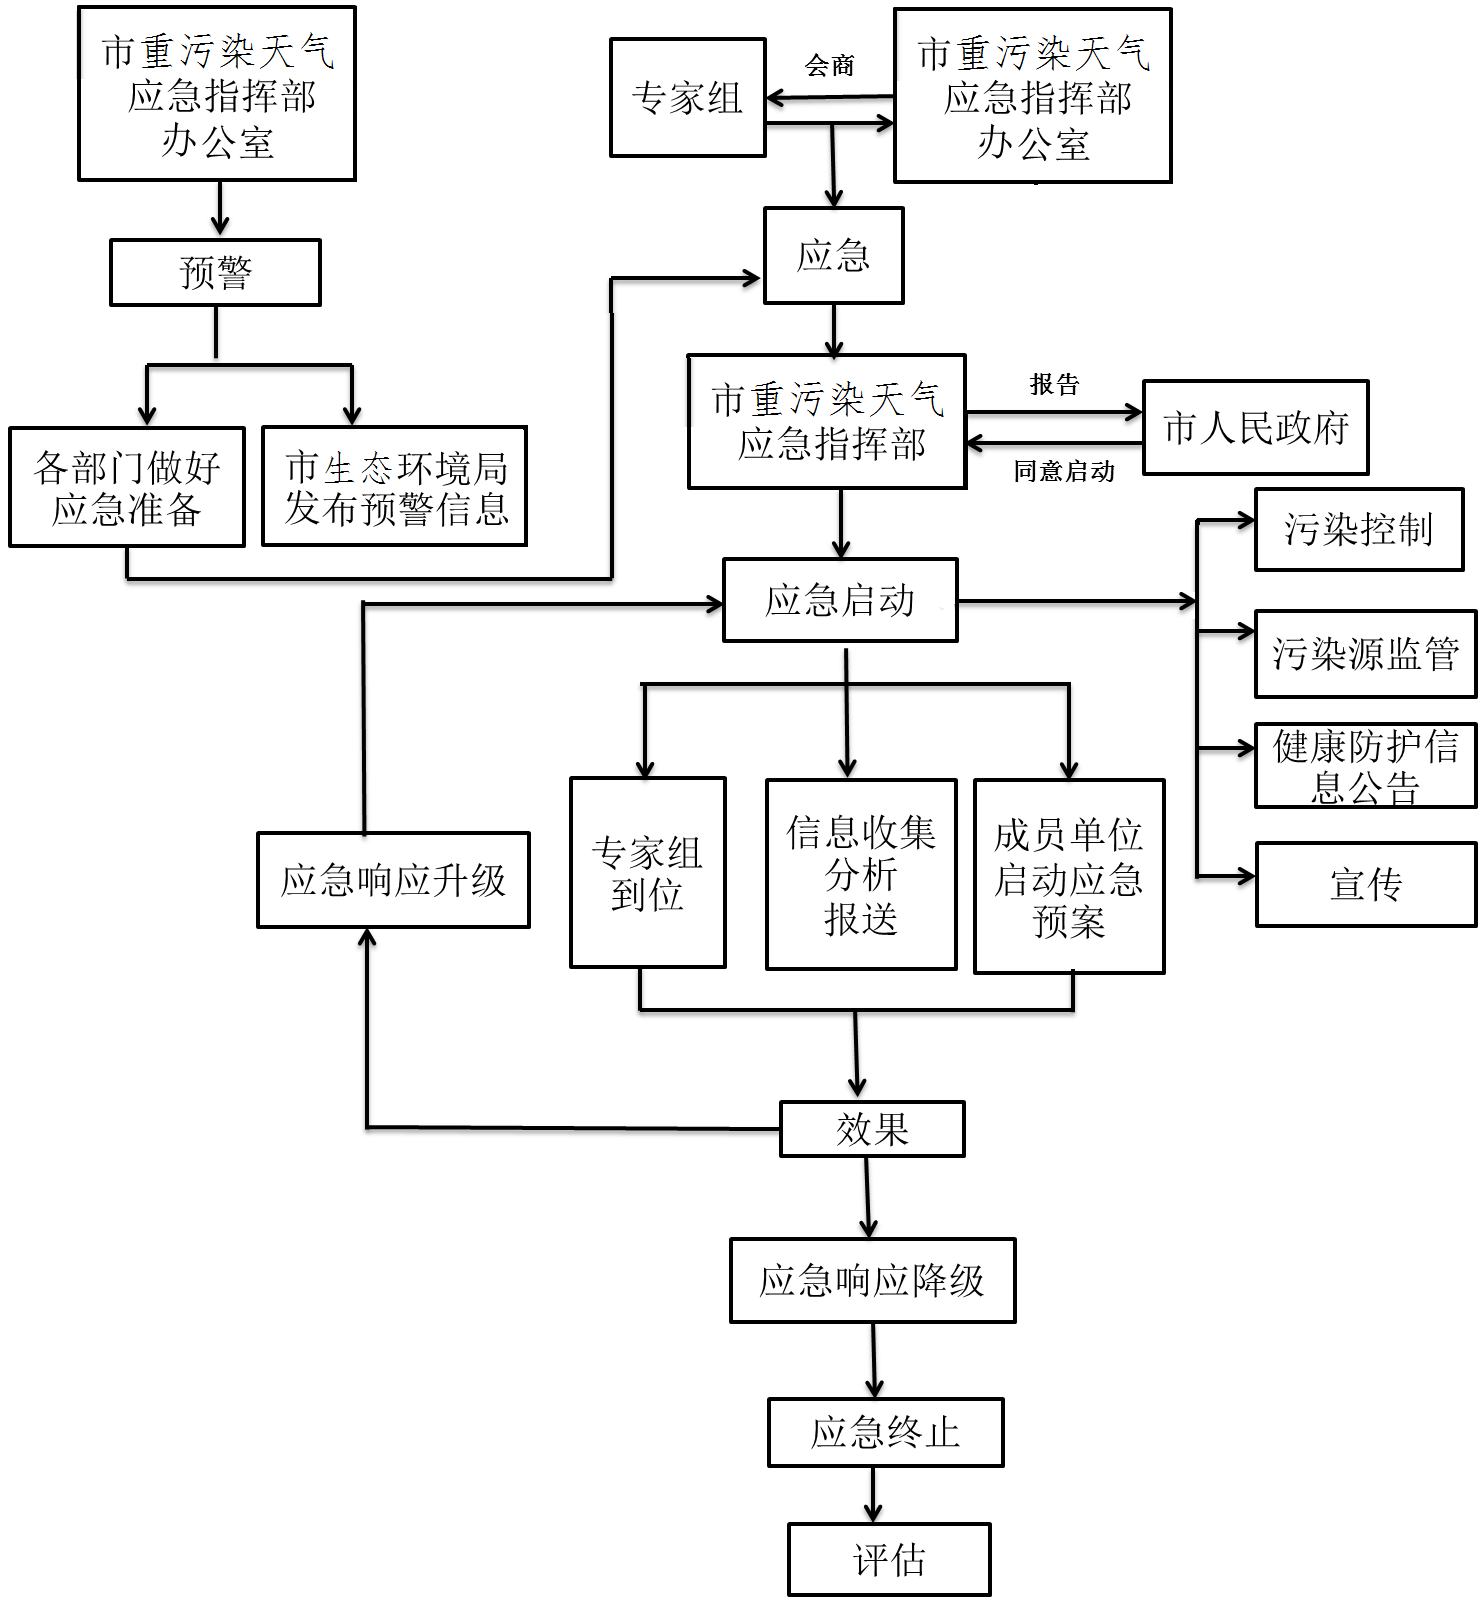 市重污染天气
应急指挥部
办公室
预警
各部门做好
应急准备
市生态环境局
发布预警信息
专家组
会商
市重污染天气
应急指挥部
办公室
应急
市重污染天气
应急指挥部
报告
同意启动
市人民政府
应急启动
污染控制
污染源监管
健康防护信
息公告
宣传
应急响应升级
专家组
到位
信息收集
分析
报送
成员单位
启动应急
预案
效果
应急响应降级
应急终止
评估